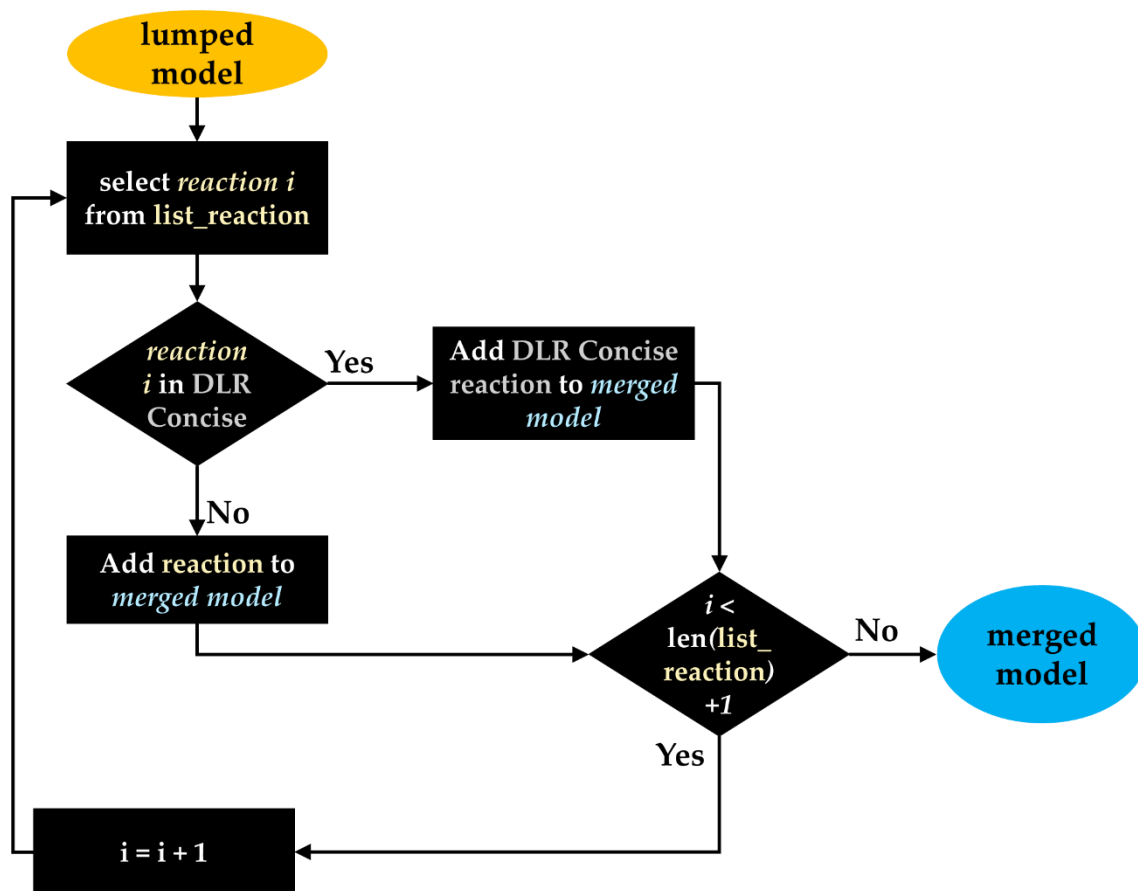 lumped
model
select reaction i
from list_reaction
reaction
i in DLR
Concise
Yes
Add DLR Concise
reaction to merged
model
No
Add reaction to
merged model
i <
len(list_
reaction)
+1
No
merged
model
Yes
i = i + 1